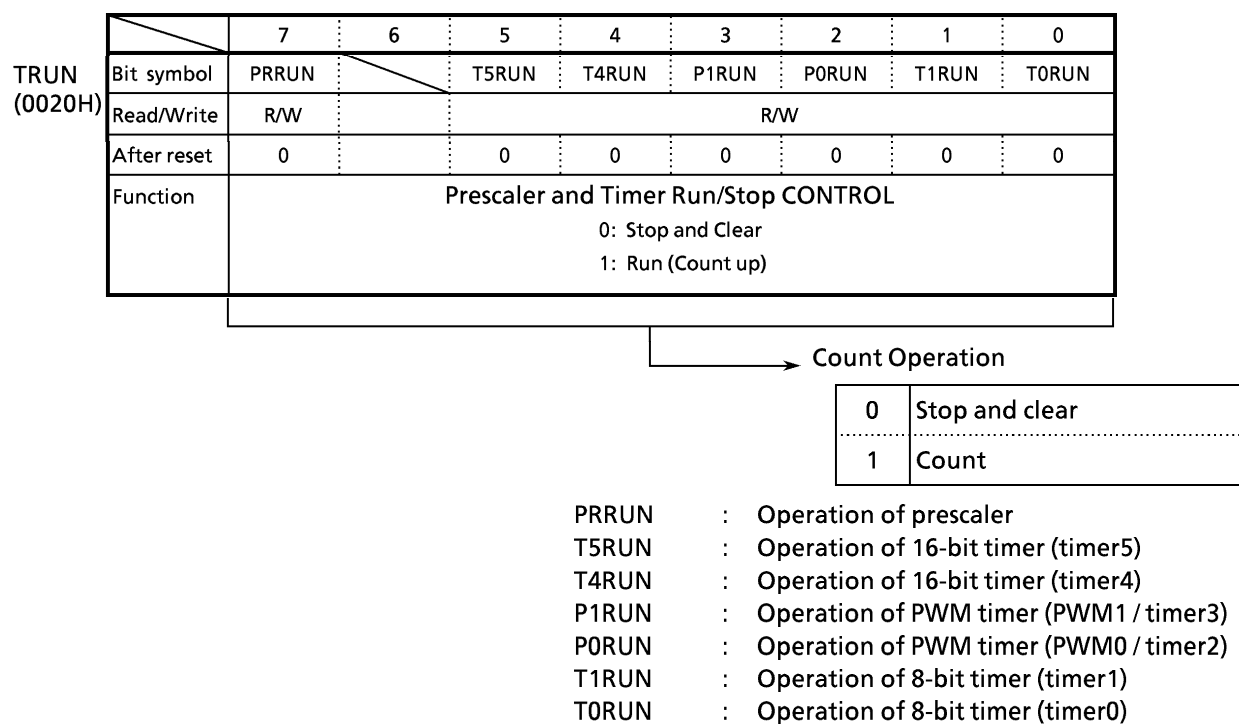 7 6 5 4 3 2 1 0
TRUN
(0020H)
Bit symbol PRRUN T5RUN T4RUN P1RUN P0RUN T1RUN T0RUN
Read/Write R/W R/W
After reset 0 0 0 0 0 0 0
Function Prescaler and Timer Run/Stop CONTROL
0: Stop and Clear
1: Run (Count up)
Count Operation
0 Stop and clear
1 Count
PRRUN : Operation of prescaler
T5RUN : Operation of 16-bit timer (timer5)
T4RUN : Operation of 16-bit timer (timer4)
P1RUN : Operation of PWM timer (PWM1 / timer3)
P0RUN : Operation of PWM timer (PWM0 / timer2)
T1RUN : Operation of 8-bit timer (timer1)
T0RUN : Operation of 8-bit timer (timer0)